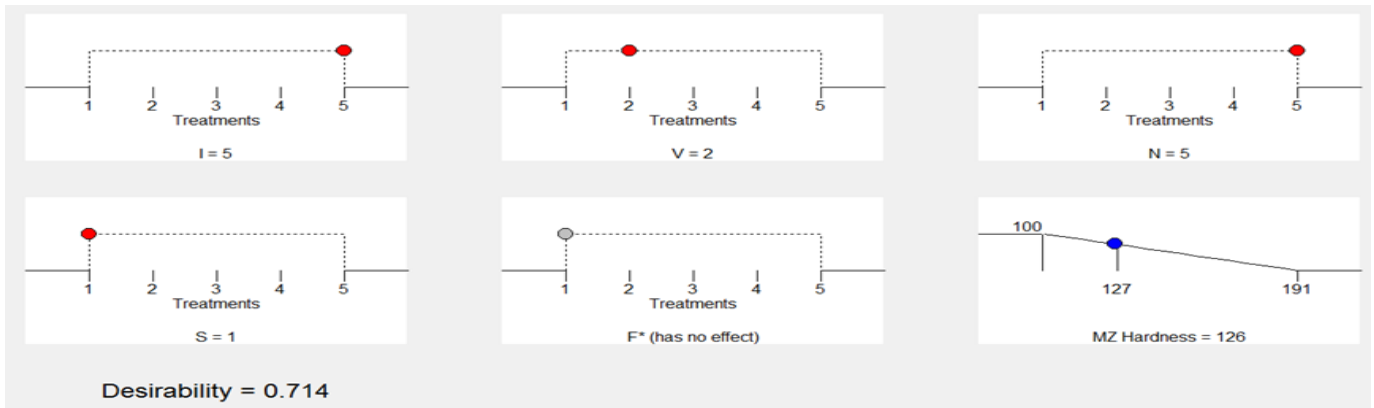 1 2 3 4 5
Treatments
I = 5
1 2 3 4 5
Treatments
V = 2
1 2 3 4 5
Treatments
N = 5
1 2 3 4 5
Treatments
S = 1
1 2 3 4 5
Treatments
F* (has no effect)
100
127 191
MZ Hardness = 126
Desirability = 0.714